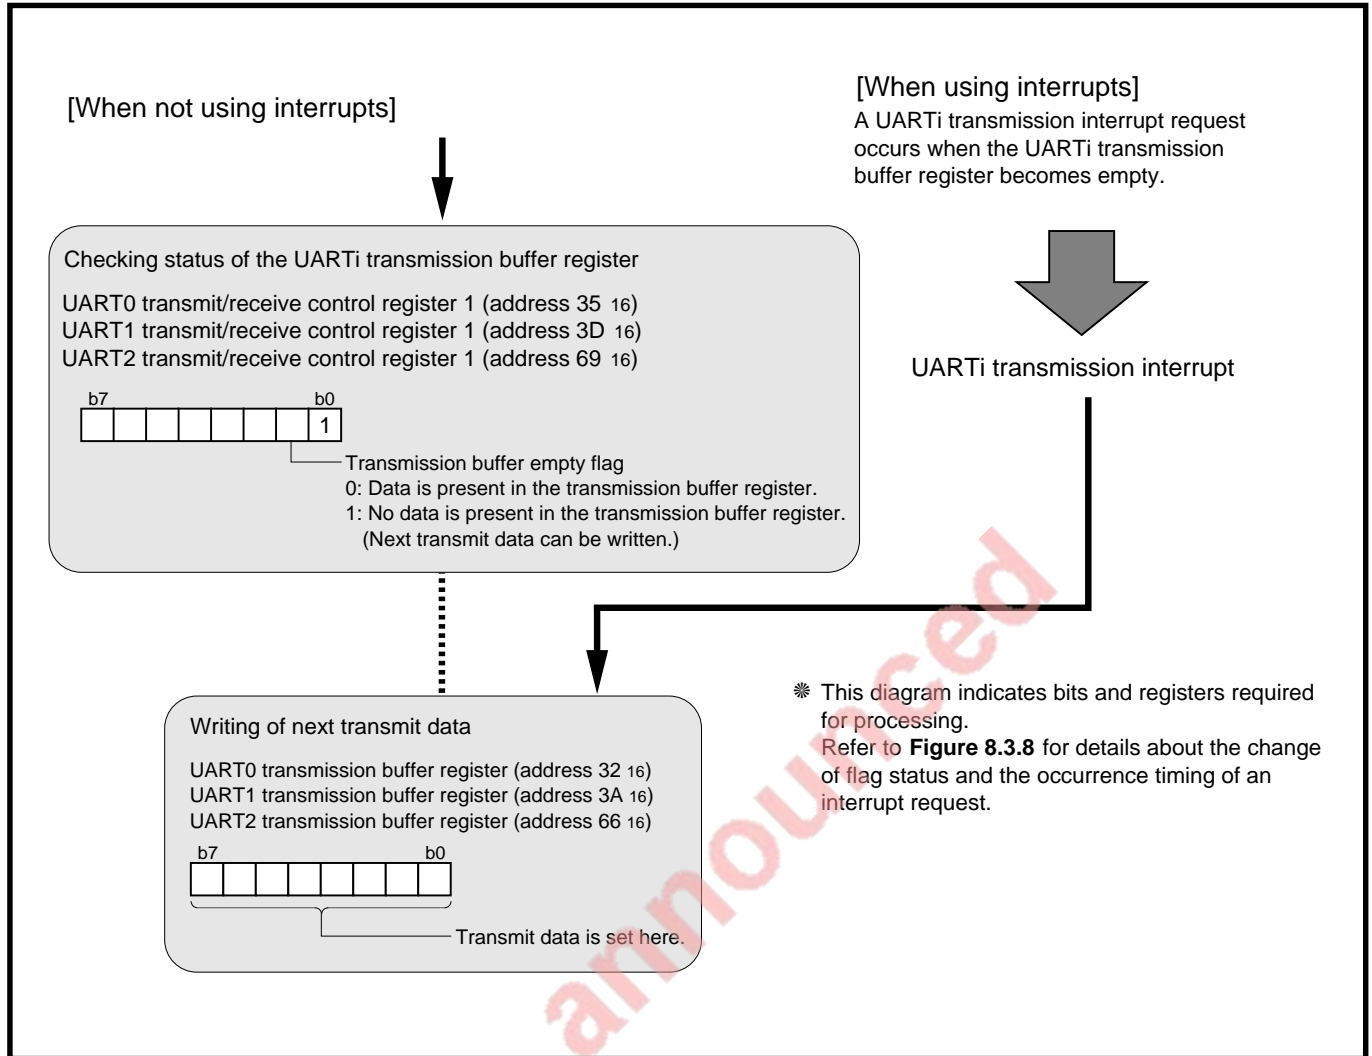 [When not using interrupts]
[When using interrupts]
A UARTi transmission interrupt request
occurs when the UARTi transmission
buffer register becomes empty.
Checking status of the UARTi transmission buffer register
UART0 transmit/receive control register 1 (address 35 16)
UART1 transmit/receive control register 1 (address 3D 16)
UART2 transmit/receive control register 1 (address 69 16)
b7 b0
1
Transmission buffer empty flag
0: Data is present in the transmission buffer register.
1: No data is present in the transmission buffer register.
(Next transmit data can be written.)
UARTi transmission interrupt
Writing of next transmit data
UART0 transmission buffer register (address 32 16)
UART1 transmission buffer register (address 3A 16)
UART2 transmission buffer register (address 66 16)
b7 b0
Transmit data is set here.
❋ This diagram indicates bits and registers required
for processing.
Refer to Figure 8.3.8 for details about the change
of flag status and the occurrence timing of an
interrupt request.
announced